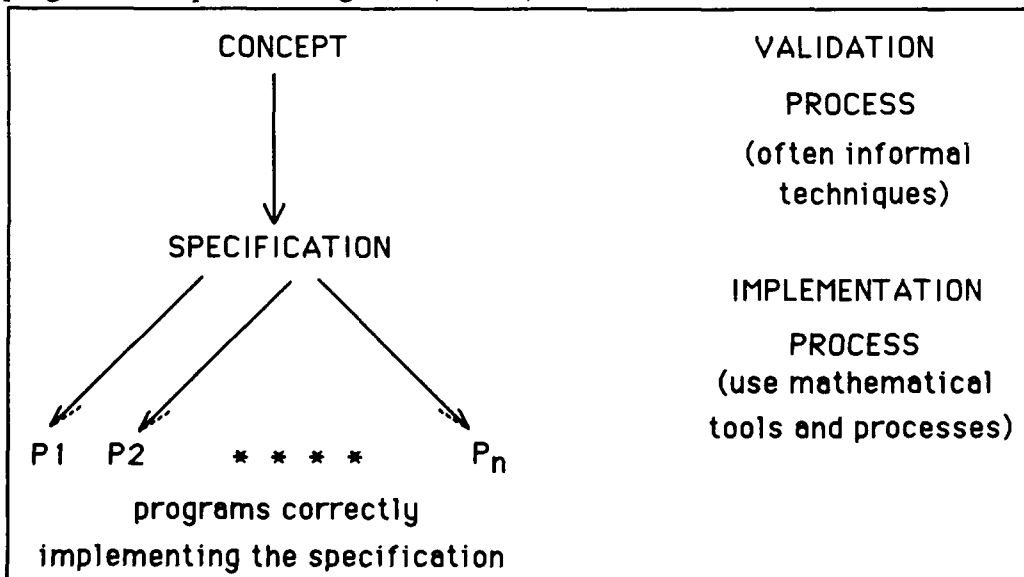 CONCEPT
VALIDATION
PROCESS
(often informal
techniques)
SPECIFICATION
IMPLEMENTATION
PROCESS
(use mathematical
tools and processes)
P1 P2 * * * * Pn
programs correctly
implementing the specification